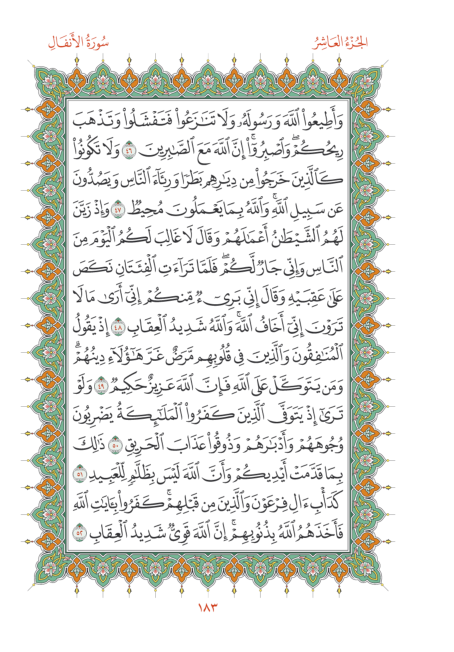 الجُزْءُ العَاشِرُ
سُورَةُ الأَنفَالِ
وَأَطِيعُوا۟ ٱللَّهَ وَرَسُولَهُۥ وَلَا تَنَـٰزَعُوا۟ فَتَفْشَلُوا۟ وَتَذْهَبَ
رِيحُكُمْ ۖ وَٱصْبِرُوٓا۟ ۚ إِنَّ ٱللَّهَ مَعَ ٱلصَّـٰبِرِينَ ٤٦ وَلَا تَكُونُوا۟
كَٱلَّذِينَ خَرَجُوا۟ مِن دِيَـٰرِهِم بَطَرًا وَرِئَآءَ ٱلنَّاسِ وَيَصُدُّونَ
عَن سَبِيلِ ٱللَّهِ ۚ وَٱللَّهُ بِمَا يَعْمَلُونَ مُحِيطٌ ٤٧ وَإِذْ زَيَّنَ
لَهُمُ ٱلشَّيْطَـٰنُ أَعْمَـٰلَهُمْ وَقَالَ لَا غَالِبَ لَكُمُ ٱلْيَوْمَ مِنَ
ٱلنَّاسِ وَإِنِّى جَارٌ لَّكُمْ ۖ فَلَمَّا تَرَآءَتِ ٱلْفِئَتَانِ نَكَصَ
عَلَىٰ عَقِبَيْهِ وَقَالَ إِنِّى بَرِىٓءٌ مِّنكُمْ إِنِّىٓ أَرَىٰ مَا لَا
تَرَوْنَ إِنِّىٓ أَخَافُ ٱللَّهَ ۚ وَٱللَّهُ شَدِيدُ ٱلْعِقَابِ ٤٨ إِذْ يَقُولُ
ٱلْمُنَـٰفِقُونَ وَٱلَّذِينَ فِى قُلُوبِهِم مَّرَضٌ غَرَّ هَـٰٓؤُلَآءِ دِينُهُمْ ۗ
وَمَن يَتَوَكَّلْ عَلَى ٱللَّهِ فَإِنَّ ٱللَّهَ عَزِيزٌ حَكِيمٌ ٤٩ وَلَوْ
تَرَىٰٓ إِذْ يَتَوَفَّى ٱلَّذِينَ كَفَرُوا۟ ٱلْمَلَـٰٓئِكَةُ يَضْرِبُونَ
وُجُوهَهُمْ وَأَدْبَـٰرَهُمْ وَذُوقُوا۟ عَذَابَ ٱلْحَرِيقِ ٥٠ ذَٰلِكَ
بِمَا قَدَّمَتْ أَيْدِيكُمْ وَأَنَّ ٱللَّهَ لَيْسَ بِظَلَّـٰمٍ لِّلْعَبِيدِ ٥١
كَدَأْبِ ءَالِ فِرْعَوْنَ وَٱلَّذِينَ مِن قَبْلِهِمْ ۚ كَفَرُوا۟ بِـَٔايَـٰتِ ٱللَّهِ
فَأَخَذَهُمُ ٱللَّهُ بِذُنُوبِهِمْ ۗ إِنَّ ٱللَّهَ قَوِىٌّ شَدِيدُ ٱلْعِقَابِ ٥٢
١٨٣